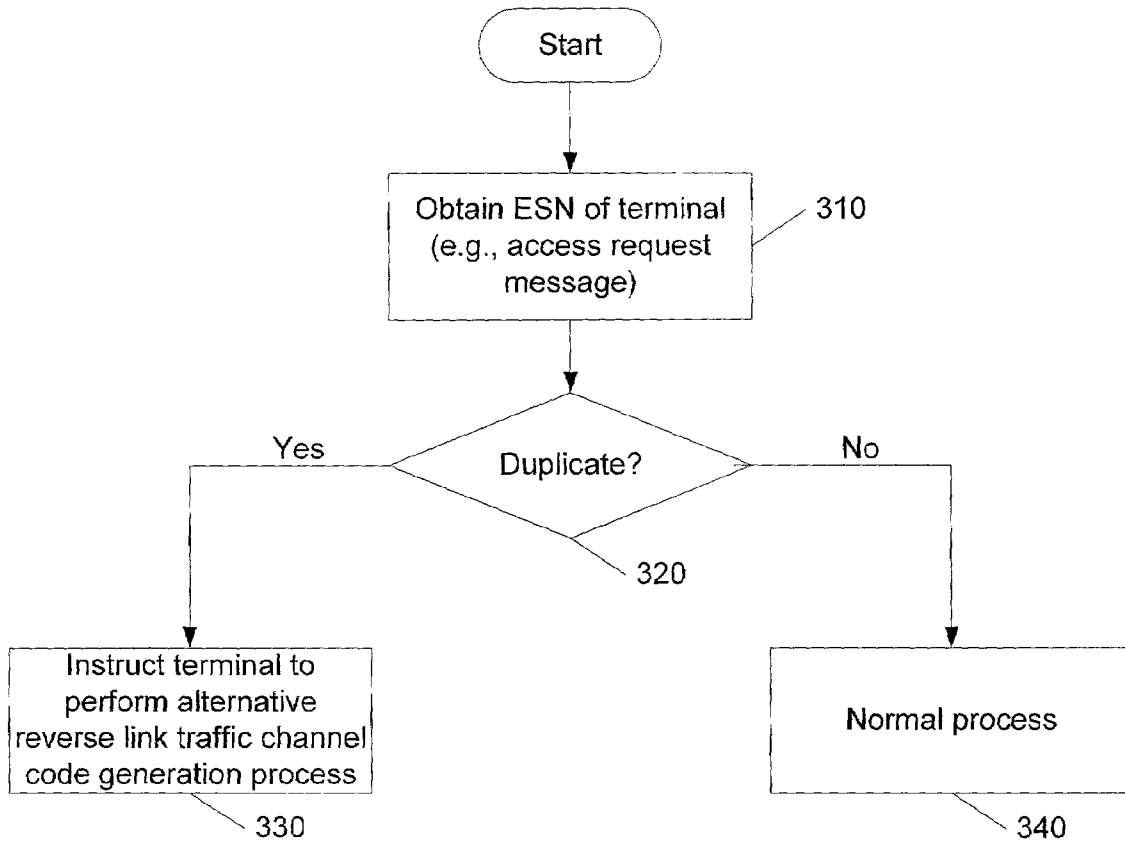 Start
Obtain ESN of terminal
(e.g., access request
message)
310
Yes
Duplicate?
No
320
Instruct terminal to
perform alternative
reverse link traffic channel
code generation process
330
Normal process
340